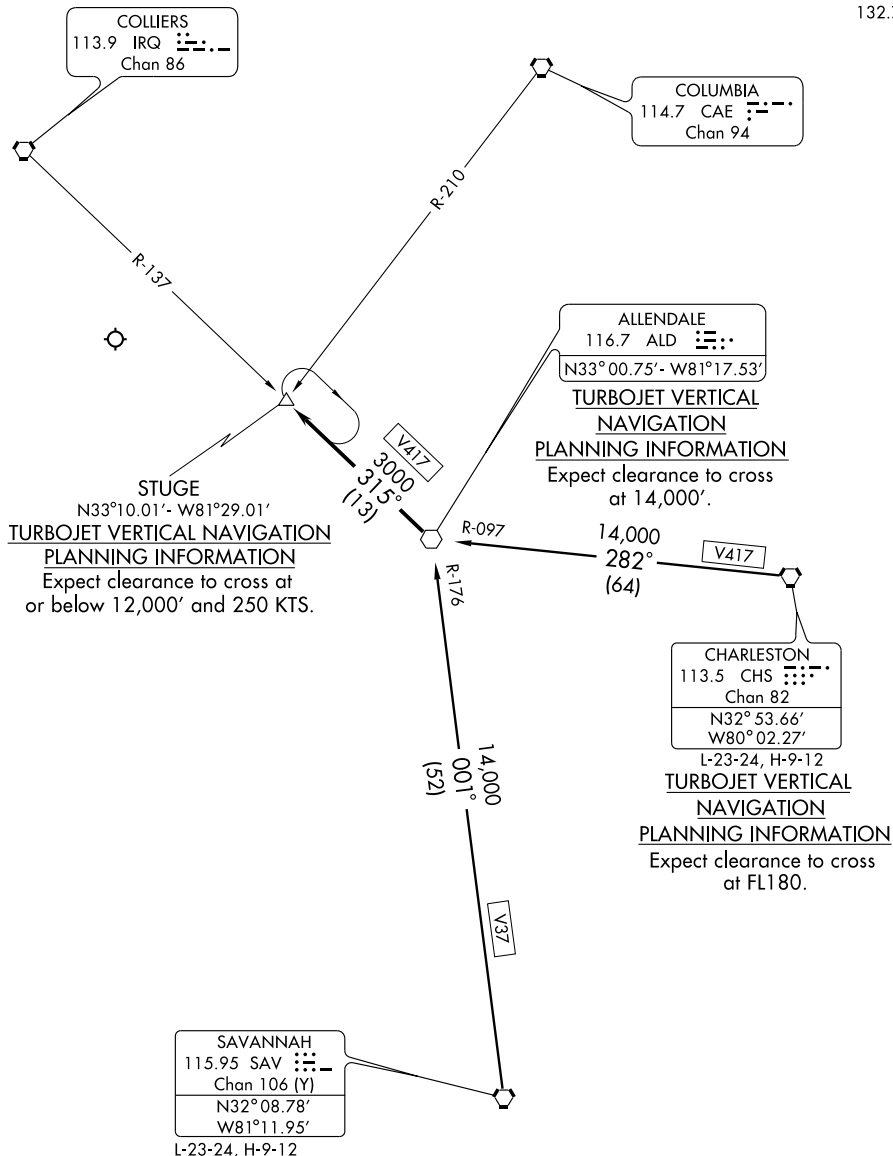 132.
COLLIERS
113.9 IRQ
Chan 86
COLUMBIA
114.7 CAE
Chan 94
R-210
R-137
ALLENDALE
116.7 ALD
N33°00.75'- W81°17.53'
TURBOJET VERTICAL
NAVIGATION
PLANNING INFORMATION
Expect clearance to cross
at 14,000'.
STUGE
N33°10.01'- W81°29.01'
TURBOJET VERTICAL NAVIGATION
PLANNING INFORMATION
Expect clearance to cross at
or below 12,000' and 250 KTS.
V417
3000
315°
(13)
R-097
14,000
282°
(64)
V417
R-176
CHARLESTON
113.5 CHS
Chan 82
N32°53.66'
W80°02.27'
L-23-24, H-9-12
TURBOJET VERTICAL
NAVIGATION
PLANNING INFORMATION
Expect clearance to cross
at FL180.
14,000
001°
(52)
V37
SAVANNAH
115.95 SAV
Chan 106 (Y)
N32°08.78'
W81°11.95'
L-23-24, H-9-12